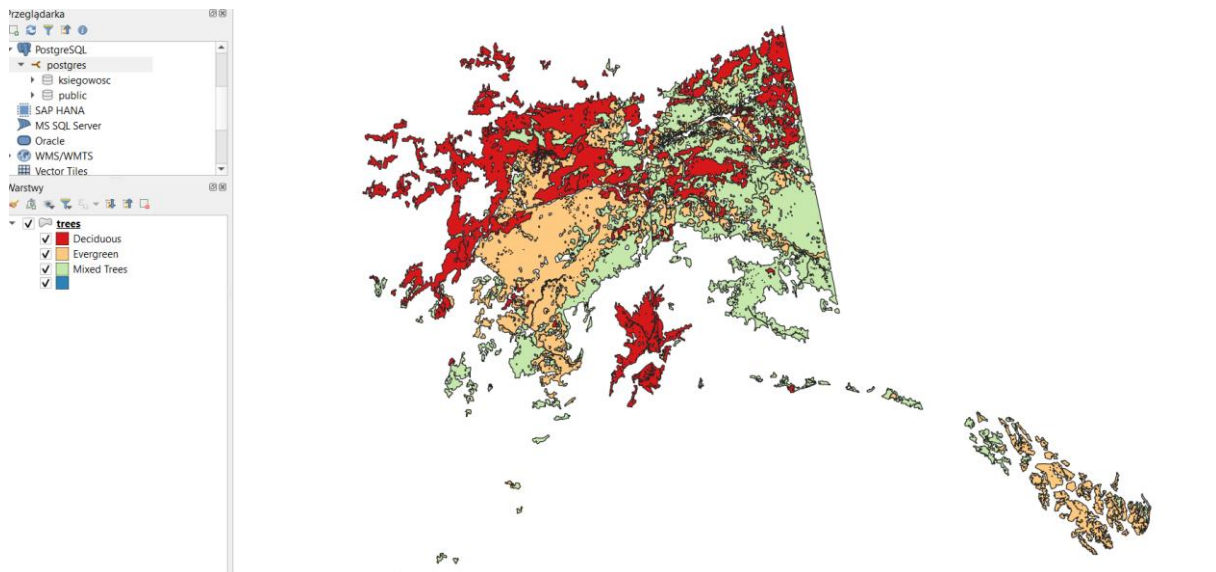 Przeglądarka
PostgreSQL
postgres
ksiegowosc
public
SAP HANA
MS SQL Server
Oracle
WMS/WMTS
Vector Tiles
Warstwy
trees
Deciduous
Evergreen
Mixed Trees